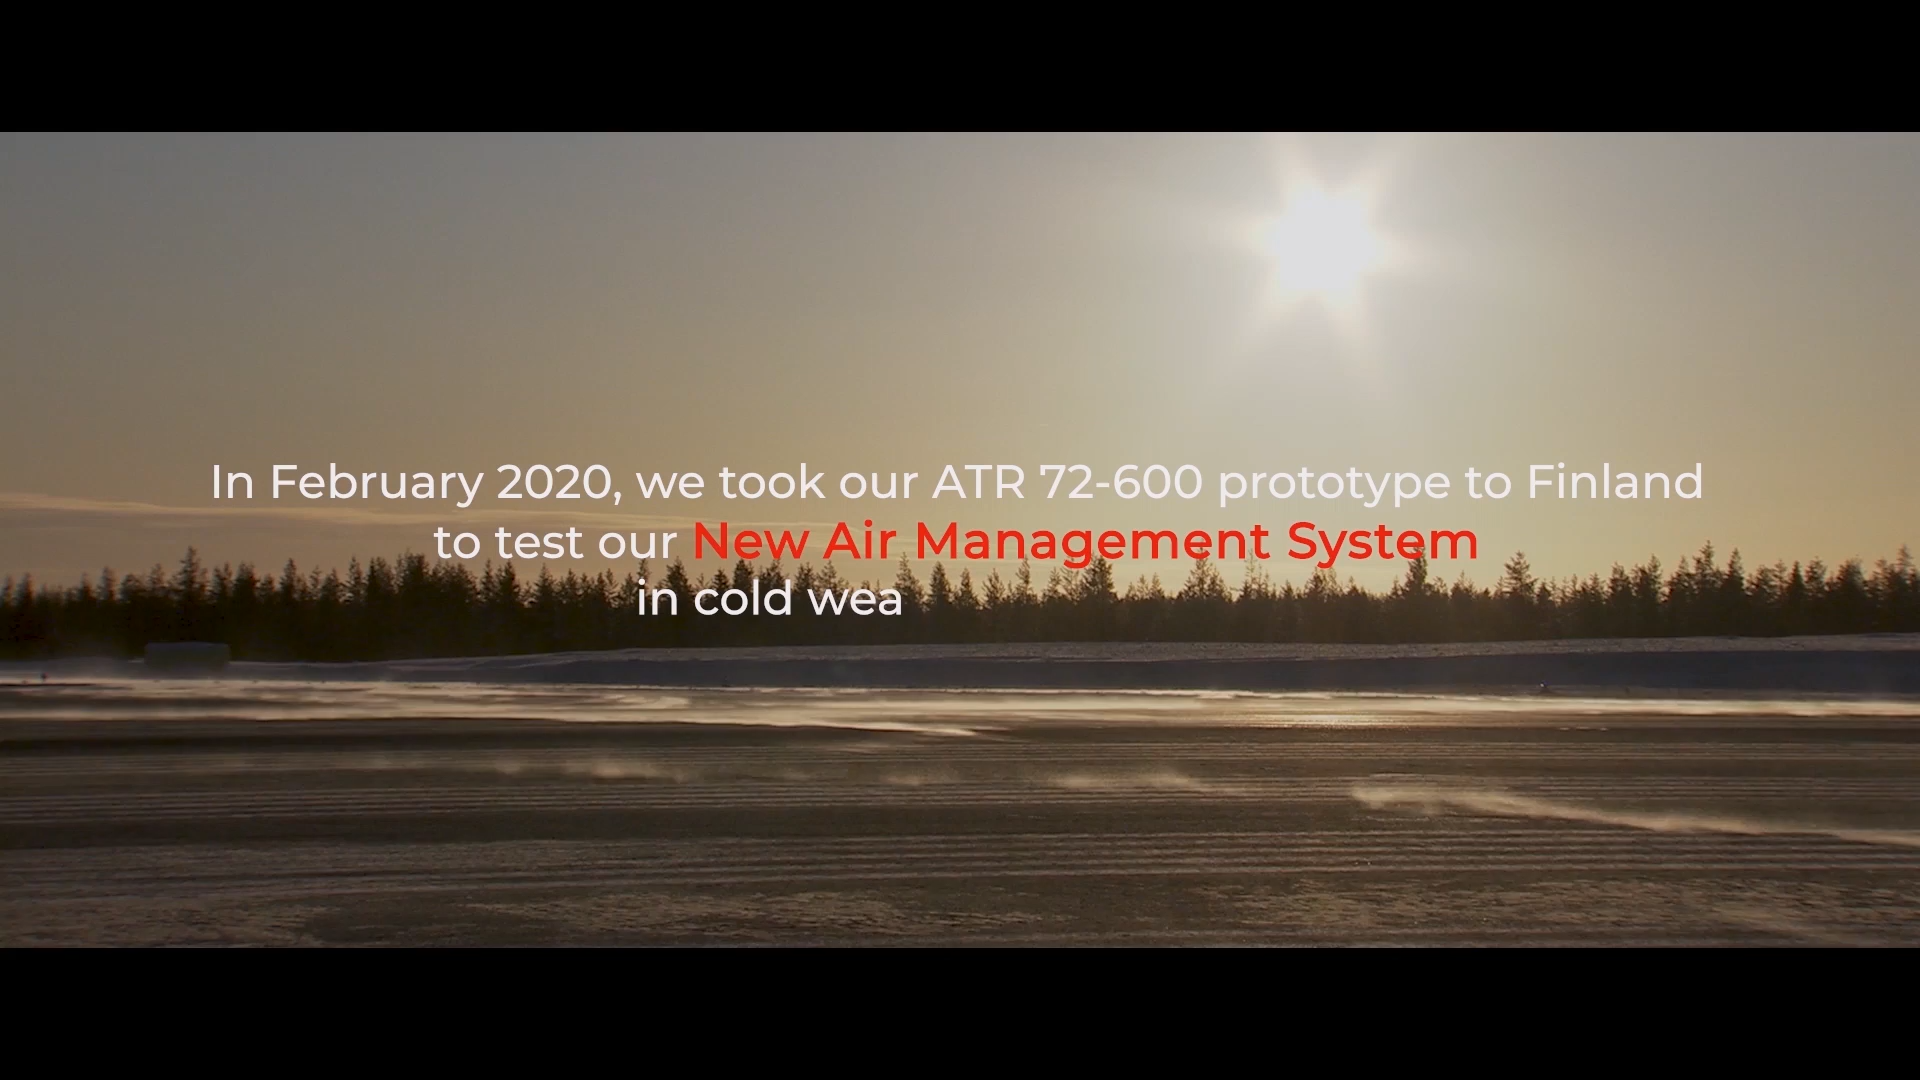 In February 2020, we took our ATR 72-600 prototype to Finland
to test our New Air Management System
in cold wea